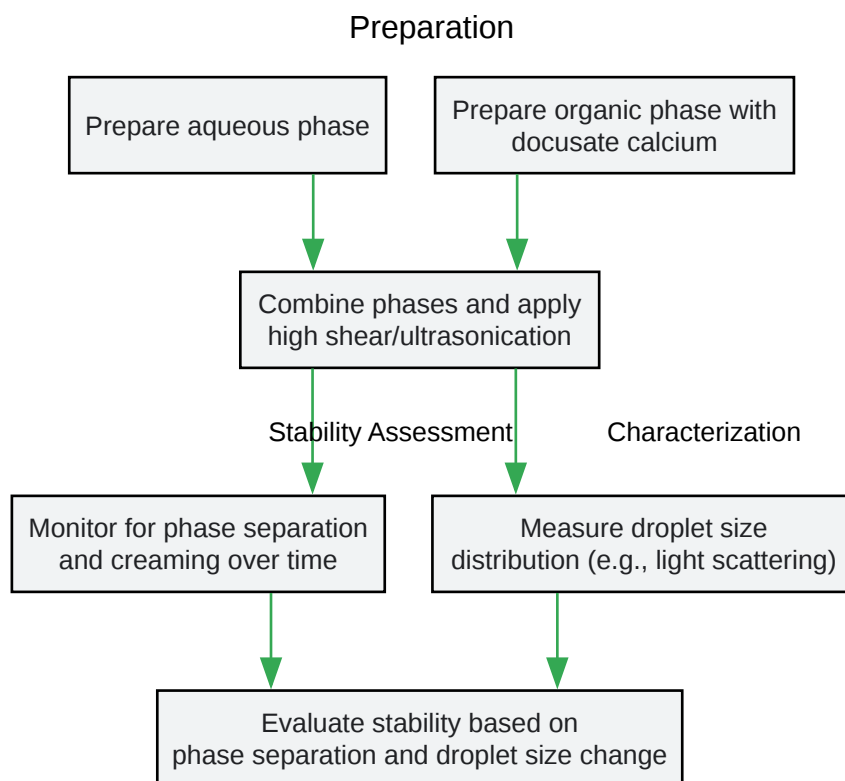 Preparation
Prepare aqueous phase
Prepare organic phase with
docusate calcium
Combine phases and apply
high shear/ultrasonication
Stability Assessment
Characterization
Monitor for phase separation
and creaming over time
Measure droplet size
distribution (e.g., light scattering)
Evaluate stability based on
phase separation and droplet size change